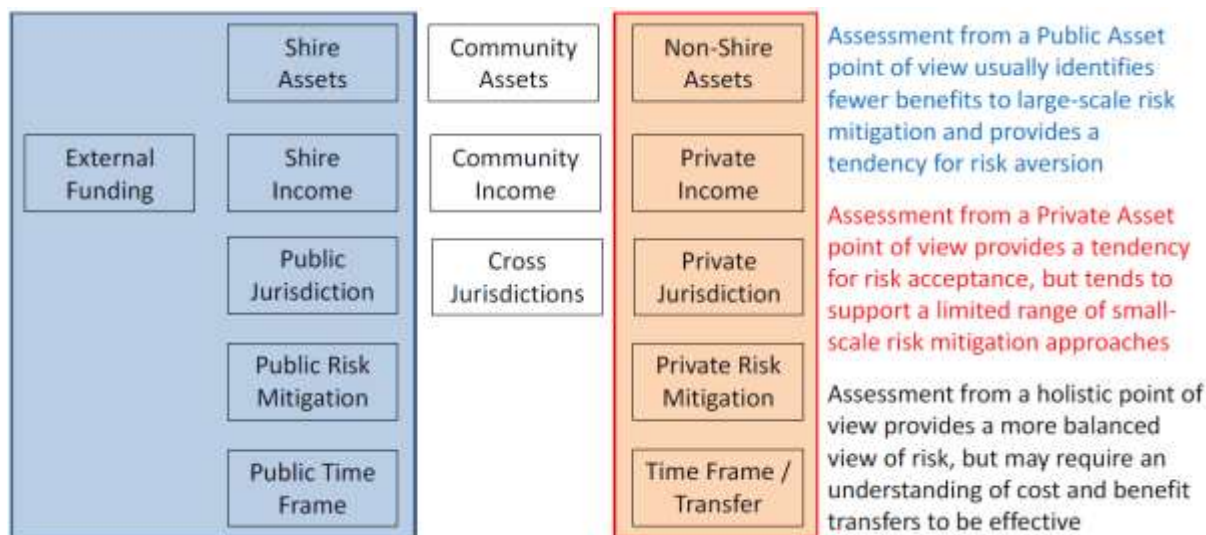 Shire
Assets
Community
Assets
Non-Shire
Assets
External
Funding
Shire
Income
Community
Income
Private
Income
Public
Jurisdiction
Cross
Jurisdictions
Private
Jurisdiction
Public Risk
Mitigation
Private Risk
Mitigation
Public Time
Frame
Time Frame /
Transfer
Assessment from a Public Asset
point of view usually identifies
fewer benefits to large-scale risk
mitigation and provides a
tendency for risk aversion
Assessment from a Private Asset
point of view provides a tendency
for risk acceptance, but tends to
support a limited range of small-
scale risk mitigation approaches
Assessment from a holistic point of
view provides a more balanced
view of risk, but may require an
understanding of cost and benefit
transfers to be effective